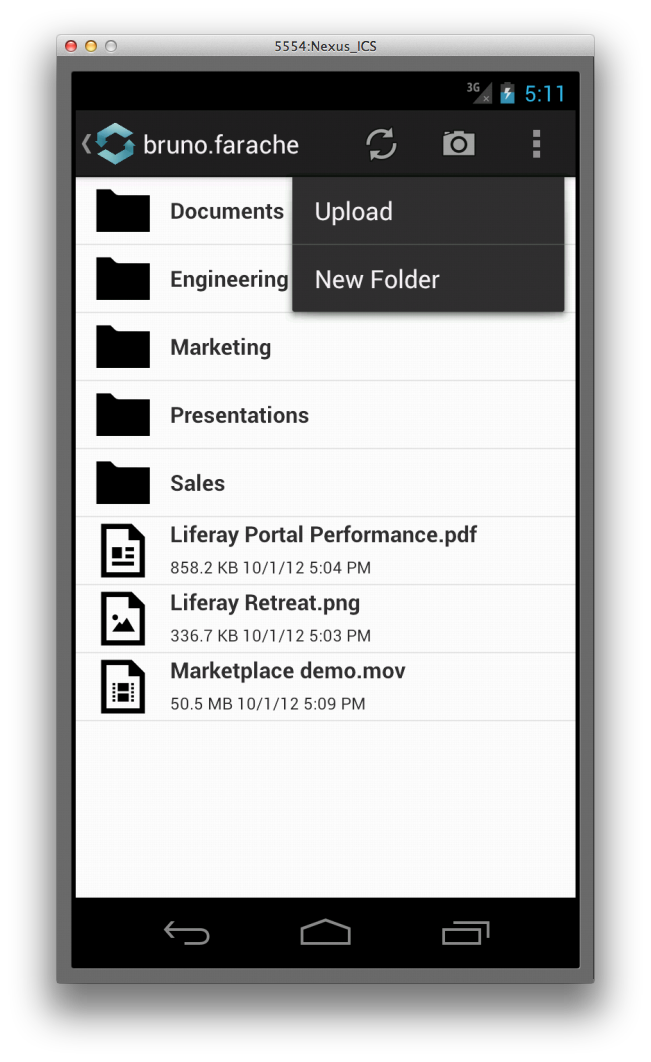 5554:Nexus_ICS
3G 5:11
bruno.farache
Documents
Upload
Engineering
New Folder
Marketing
Presentations
Sales
Liferay Portal Performance.pdf
858.2 KB 10/1/12 5:04 PM
Liferay Retreat.png
336.7 KB 10/1/12 5:03 PM
Marketplace demo.mov
50.5 MB 10/1/12 5:09 PM